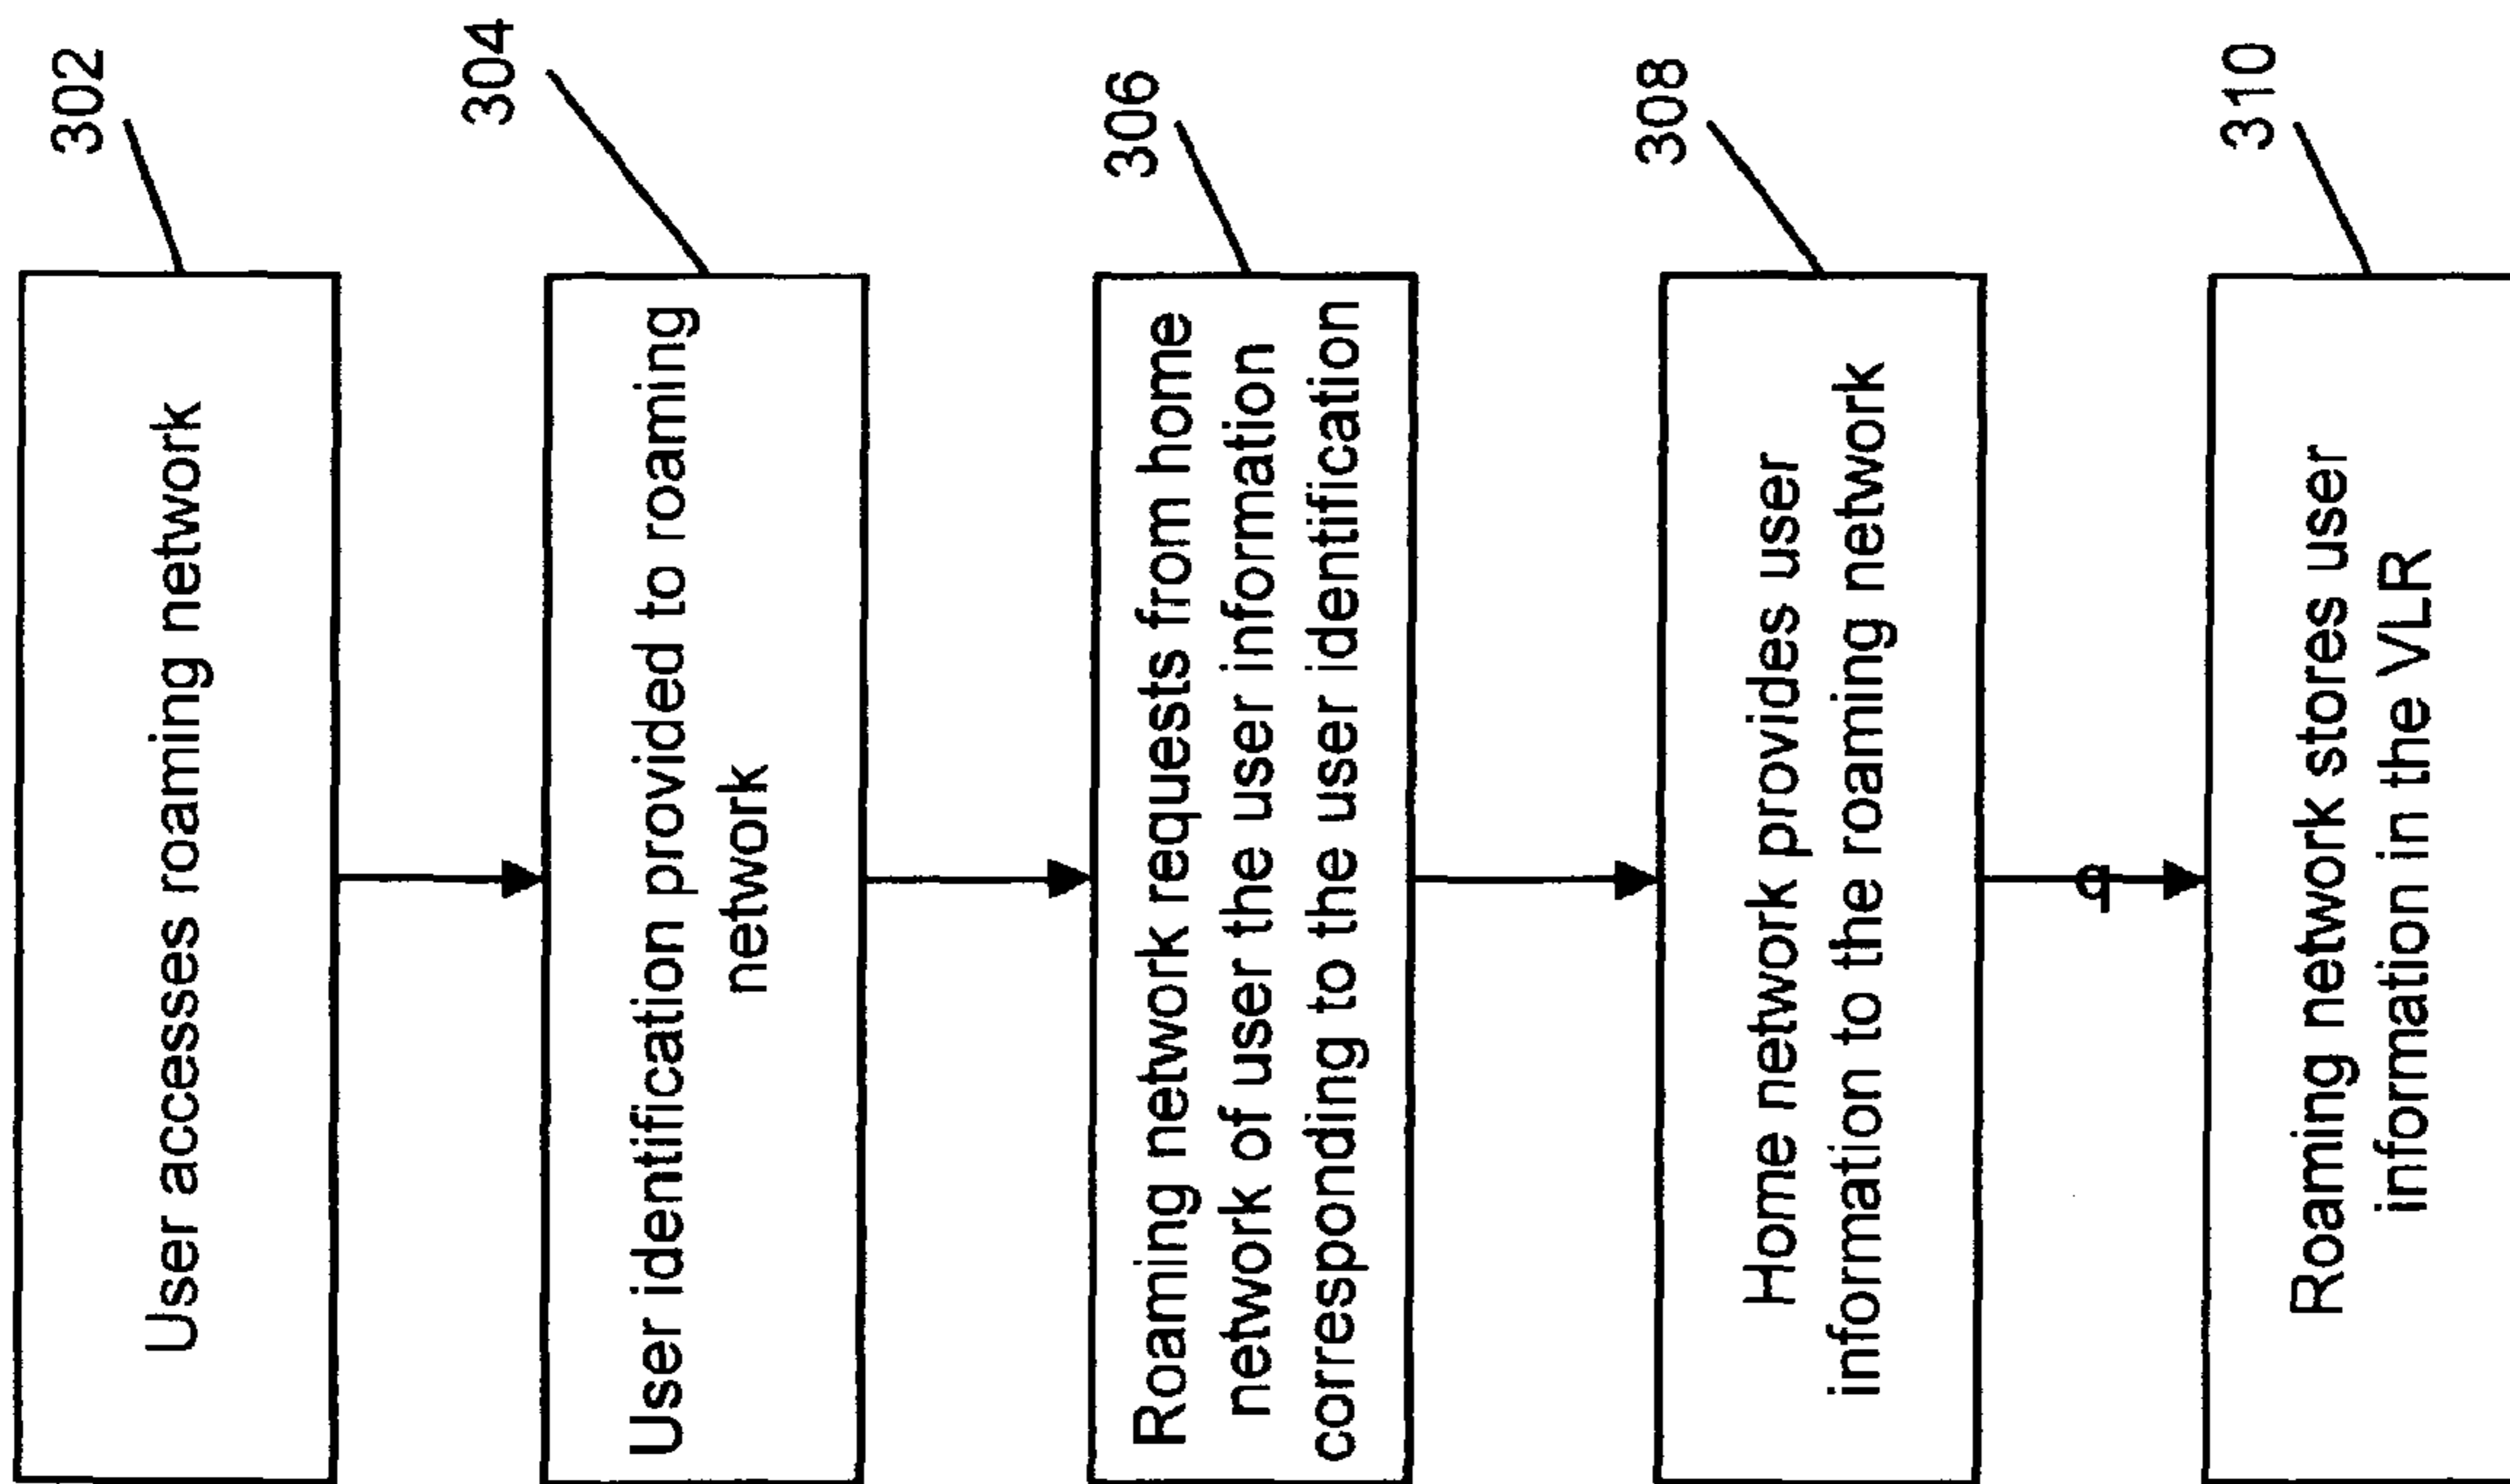 302
User accesses roaming network
304
User identification provided to roaming
network
306
Roaming network requests from home
network of user the user information
corresponding to the user identification
308
Home network provides user
information to the roaming network
q
310
Roaming network stores user
information in the VLR